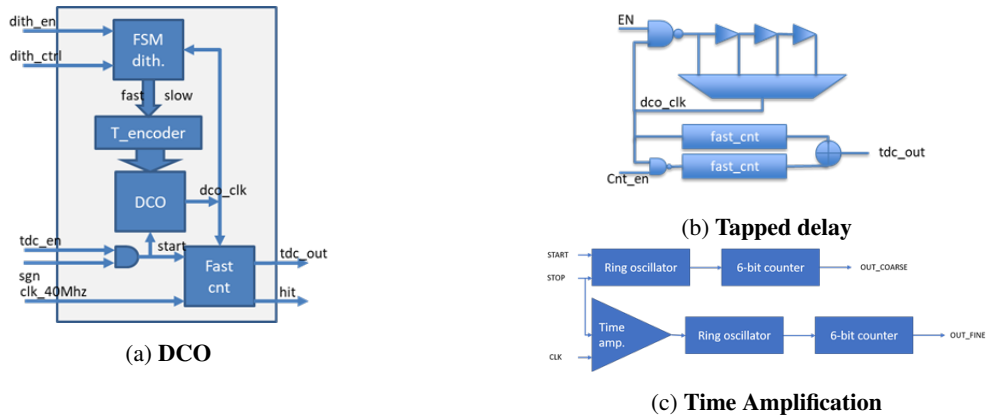 dith_en
dith_ctrl
FSM
dith.
fast
slow
T_encoder
DCO
dco_clk
tdc_en
start
sgn
clk_40Mhz
Fast
cnt
tdc_out
hit
(a) DCO
EN
dco_clk
fast_cnt
fast_cnt
Cnt_en
tdc_out
(b) Tapped delay
START
STOP
Ring oscillator
6-bit counter
OUT_COARSE
Time
amp.
CLK
Ring oscillator
6-bit counter
OUT_FINE
(c) Time Amplification